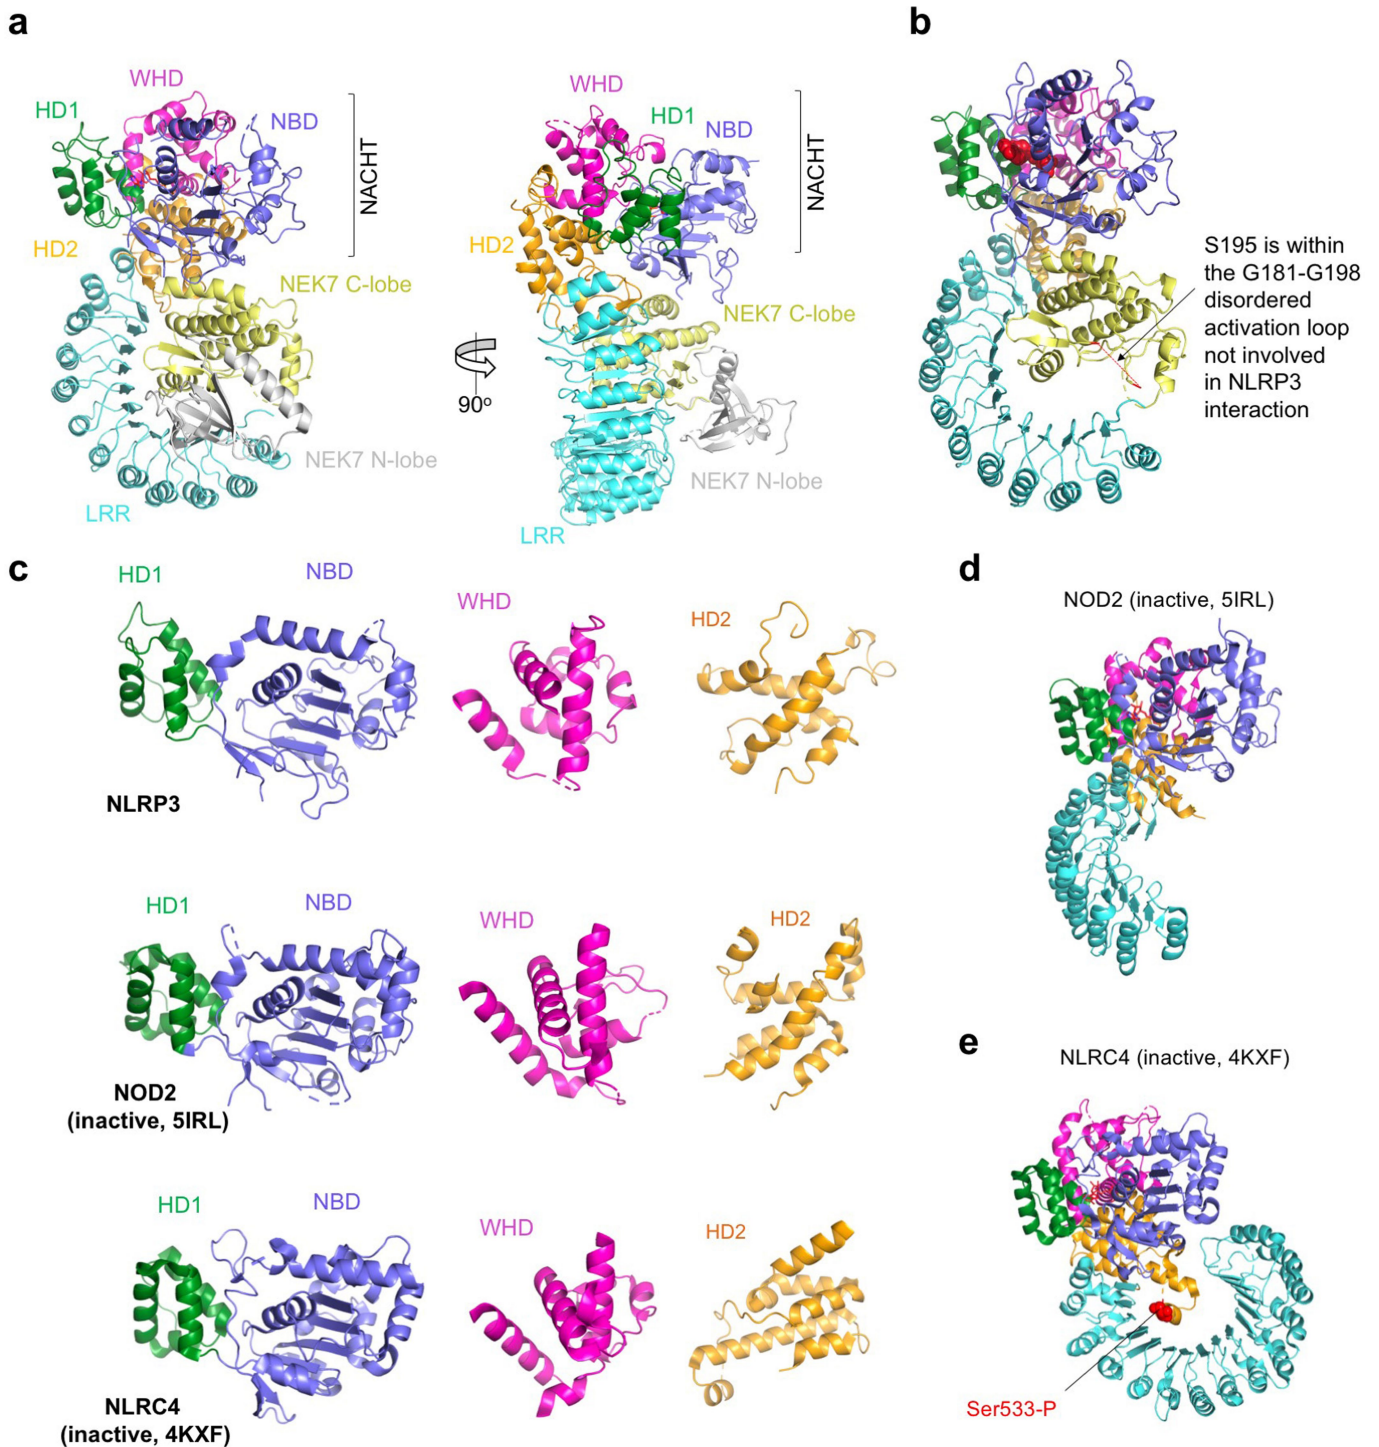 a
WHD
HD1
NBD
NACHT
HD2
NEK7 C-lobe
NEK7 N-lobe
LRR
90º
WHD
HD1
NBD
NACHT
HD2
NEK7 C-lobe
NEK7 N-lobe
LRR
b
S195 is within
the G181-G198
disordered
activation loop
not involved
in NLRP3
interaction
c
HD1
NBD
WHD
HD2
NLRP3
HD1
NBD
WHD
HD2
NOD2
(inactive, 5IRL)
HD1
NBD
WHD
HD2
NLRC4
(inactive, 4KXF)
d
NOD2 (inactive, 5IRL)
e
NLRC4 (inactive, 4KXF)
Ser533-P